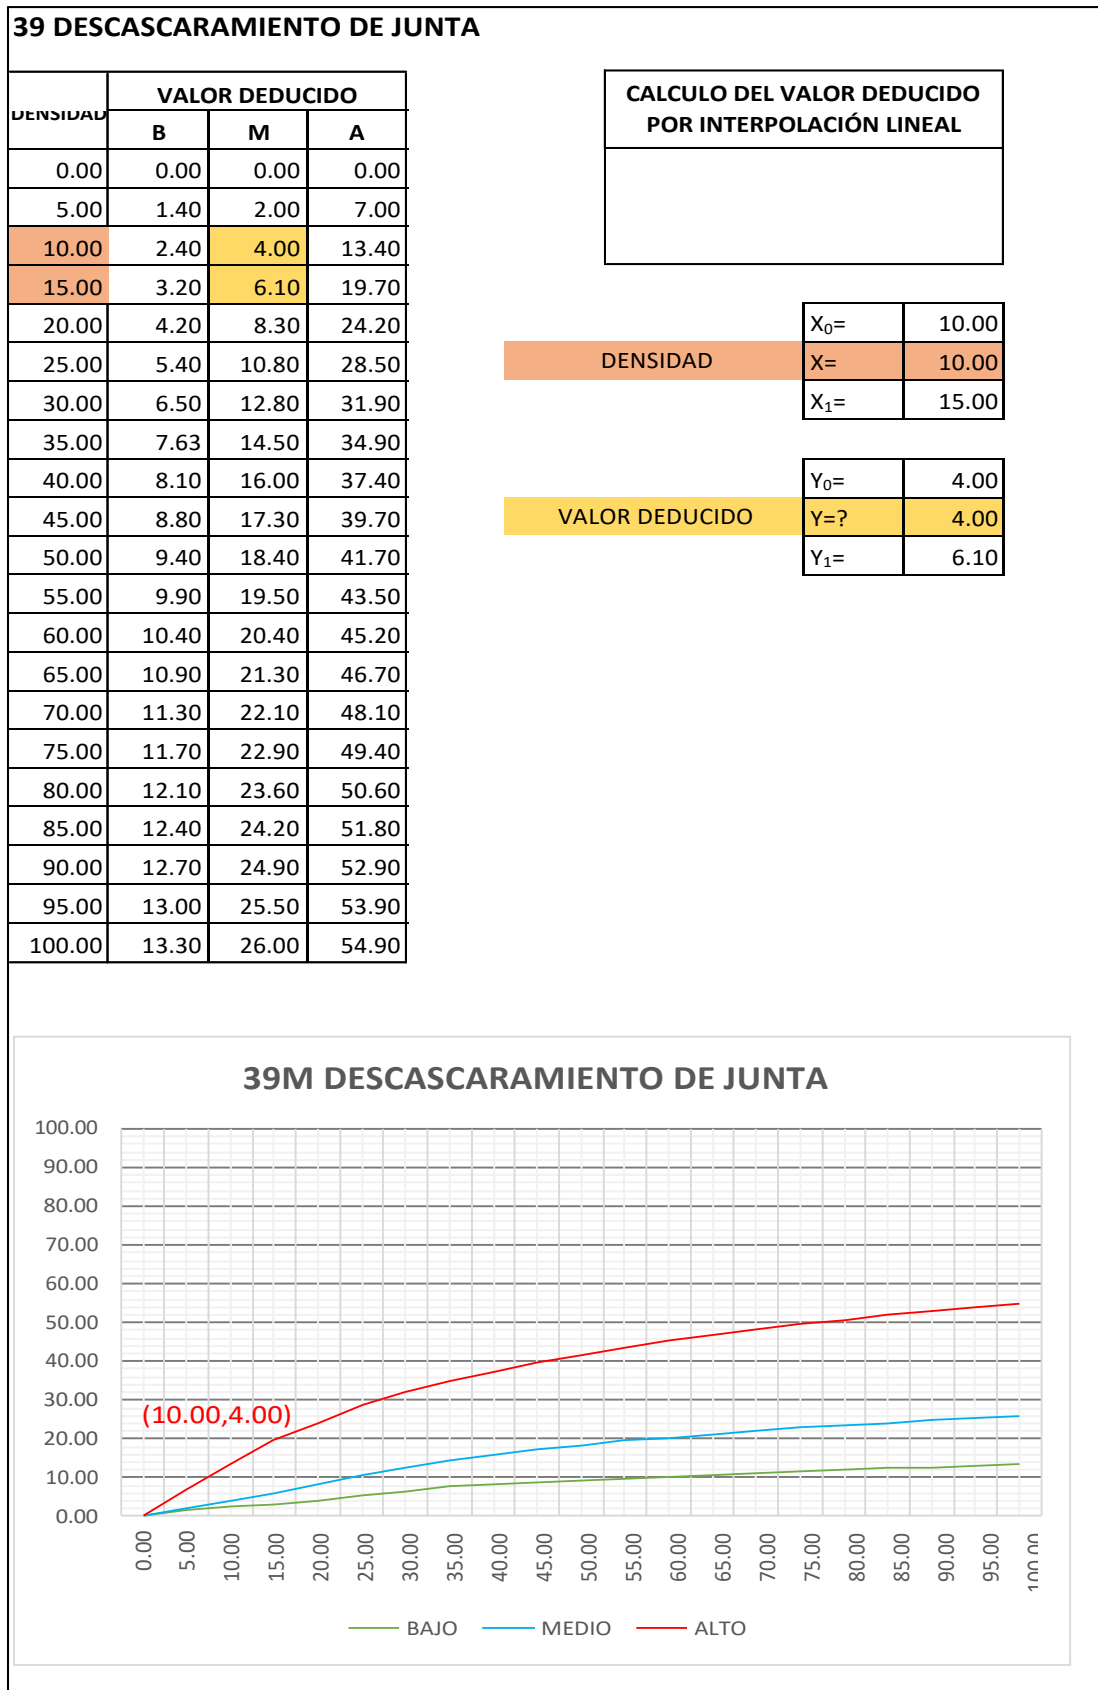 39 DESCASCARAMIENTO DE JUNTA
DENSIDAD VALOR DEDUCIDO
B M A
0.00 0.00 0.00 0.00
5.00 1.40 2.00 7.00
10.00 2.40 4.00 13.40
15.00 3.20 6.10 19.70
20.00 4.20 8.30 24.20
25.00 5.40 10.80 28.50
30.00 6.50 12.80 31.90
35.00 7.63 14.50 34.90
40.00 8.10 16.00 37.40
45.00 8.80 17.30 39.70
50.00 9.40 18.40 41.70
55.00 9.90 19.50 43.50
60.00 10.40 20.40 45.20
65.00 10.90 21.30 46.70
70.00 11.30 22.10 48.10
75.00 11.70 22.90 49.40
80.00 12.10 23.60 50.60
85.00 12.40 24.20 51.80
90.00 12.70 24.90 52.90
95.00 13.00 25.50 53.90
100.00 13.30 26.00 54.90
CALCULO DEL VALOR DEDUCIDO
POR INTERPOLACIÓN LINEAL
X₀= 10.00
DENSIDAD X= 10.00
X₁= 15.00
Y₀= 4.00
VALOR DEDUCIDO Y=? 4.00
Y₁= 6.10
39M DESCASCARAMIENTO DE JUNTA
100.00
90.00
80.00
70.00
60.00
50.00
40.00
30.00
(10.00,4.00)
20.00
10.00
0.00
0.00 5.00 10.00 15.00 20.00 25.00 30.00 35.00 40.00 45.00 50.00 55.00 60.00 65.00 70.00 75.00 80.00 85.00 90.00 95.00 100.00
BAJO MEDIO ALTO